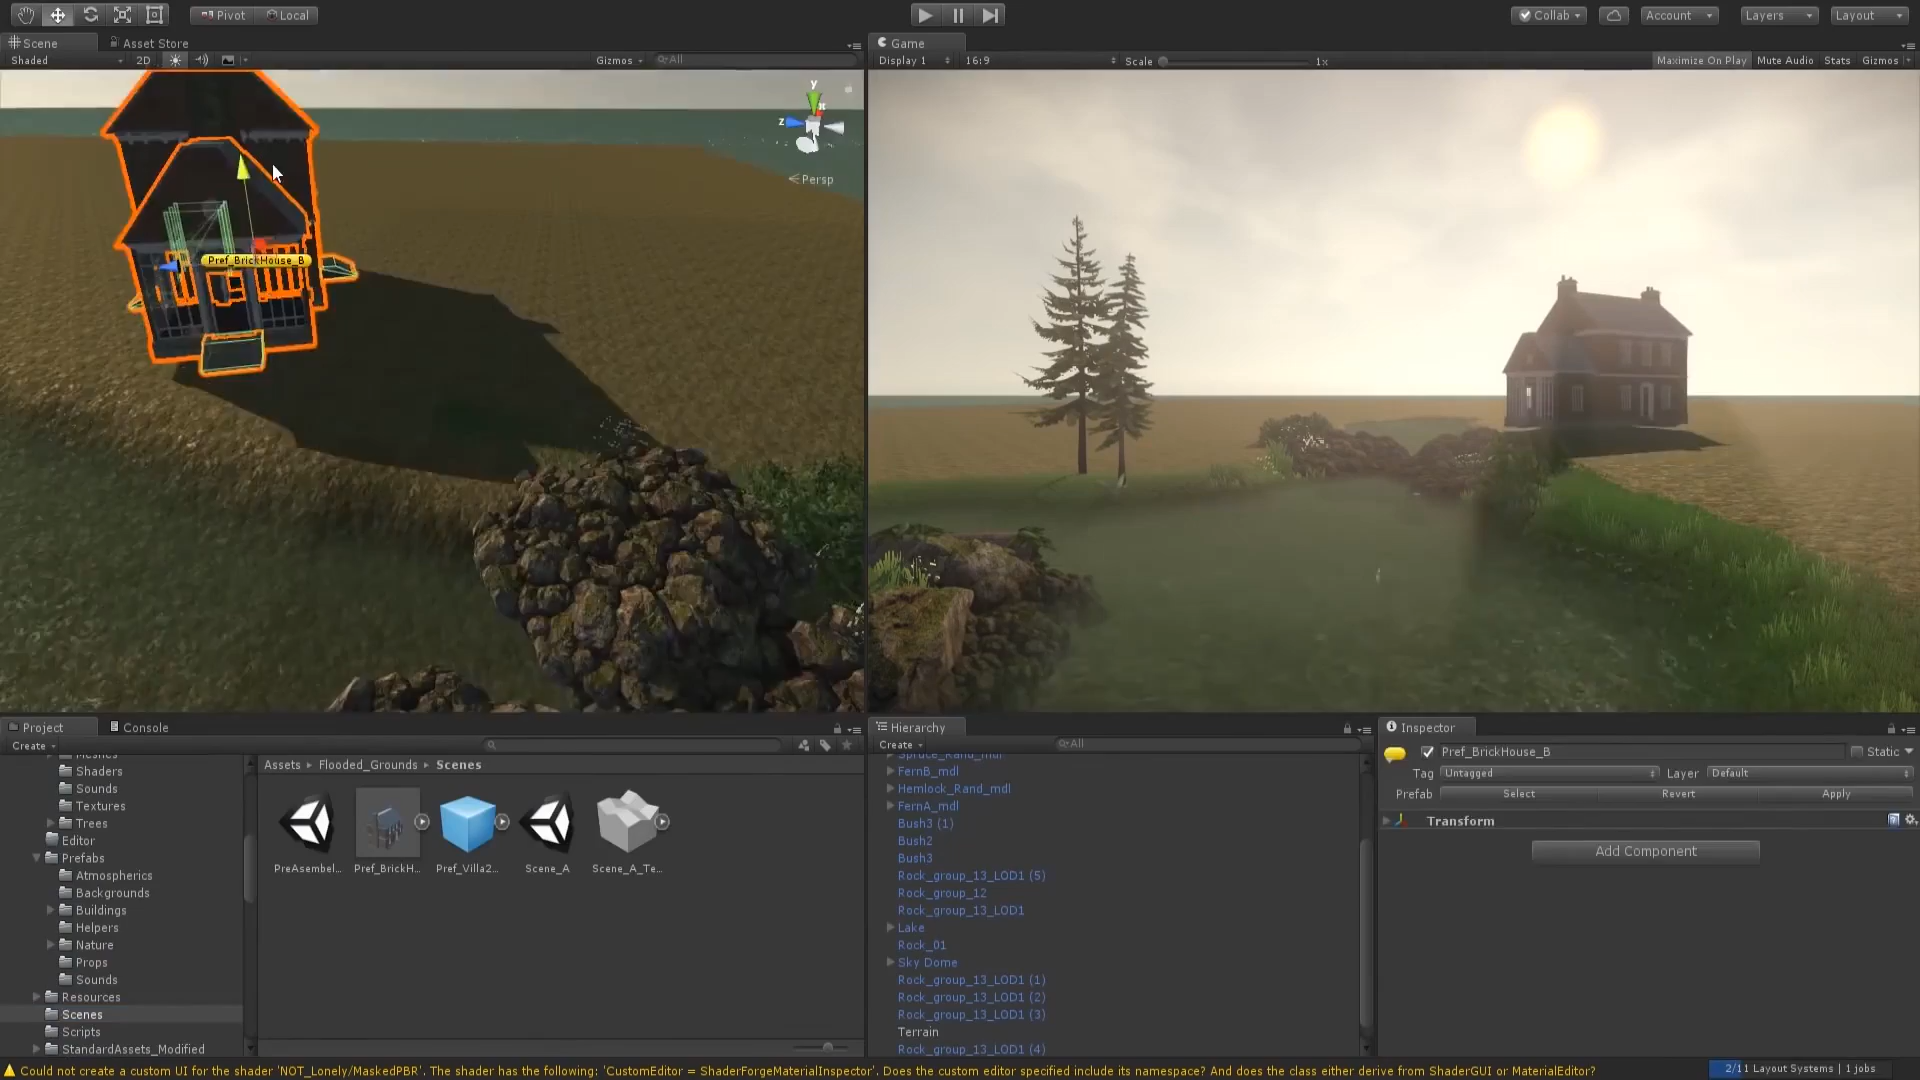 Pivot Local Collab Account Layers Layout
Scene Asset Store
Shaded 2D Gizmos All
y
x
z
Persp
Pref_BrickHouse_B
Game
Display 1 16:9 Scale 1x Maximize On Play Mute Audio Stats Gizmos
Project Console
Create
Shaders
Sounds
Textures
Trees
Editor
Prefabs
Atmospherics
Backgrounds
Buildings
Helpers
Nature
Props
Sounds
Resources
Scenes
Scripts
StandardAssets_Modified
Assets Flooded_Grounds Scenes
PreAsembel... Pref_BrickH... Pref_Villa2... Scene_A Scene_A_Te...
Hierarchy
Create All
Spruce_Rand_mdl
FernB_mdl
Hemlock_Rand_mdl
FernA_mdl
Bush3 (1)
Bush2
Bush3
Rock_group_13_LOD1 (5)
Rock_group_12
Rock_group_13_LOD1
Lake
Rock_01
Sky Dome
Rock_group_13_LOD1 (1)
Rock_group_13_LOD1 (2)
Rock_group_13_LOD1 (3)
Terrain
Rock_group_13_LOD1 (4)
Inspector
Pref_BrickHouse_B Static
Tag Untagged Layer Default
Prefab Select Revert Apply
Transform
Add Component
Could not create a custom UI for the shader 'NOT_Lonely/MaskedPBR'. The shader has the following: 'CustomEditor = ShaderForgeMaterialInspector'. Does the custom editor specified include its namespace? And does the class either derive from ShaderGUI or MaterialEditor?
2/11 Layout Systems | 1 jobs